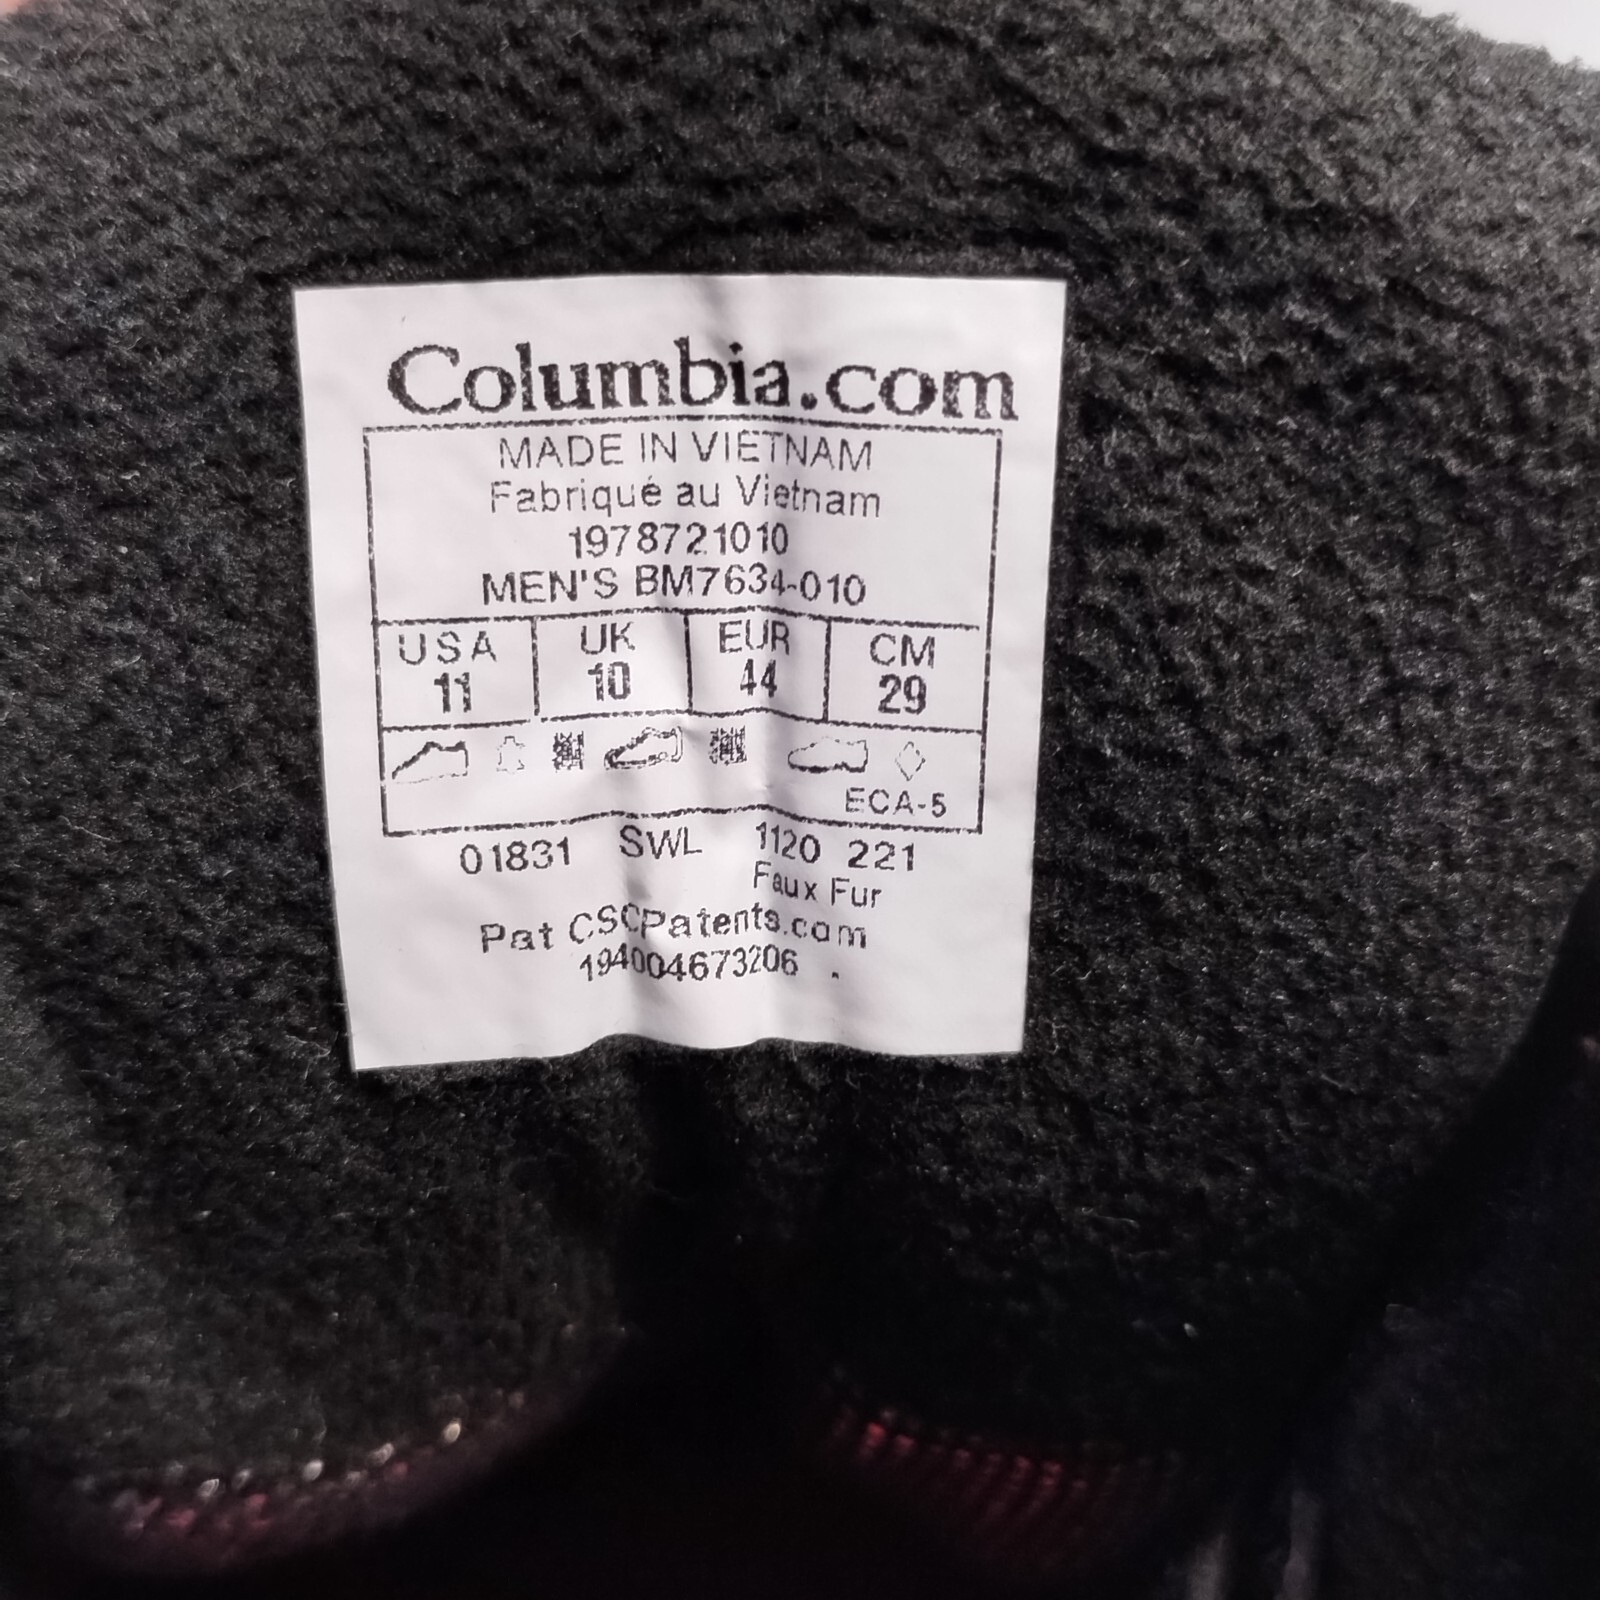 Columbia.com
MADE IN VIETNAM
Fabriqué au Vietnam
1978721010
MEN'S BM7634-010
USA UK EUR CM
11 10 44 29
ECA-5
01831 SWL 1120 221
Faux Fur
Pat CSCPatents.com
194004673206